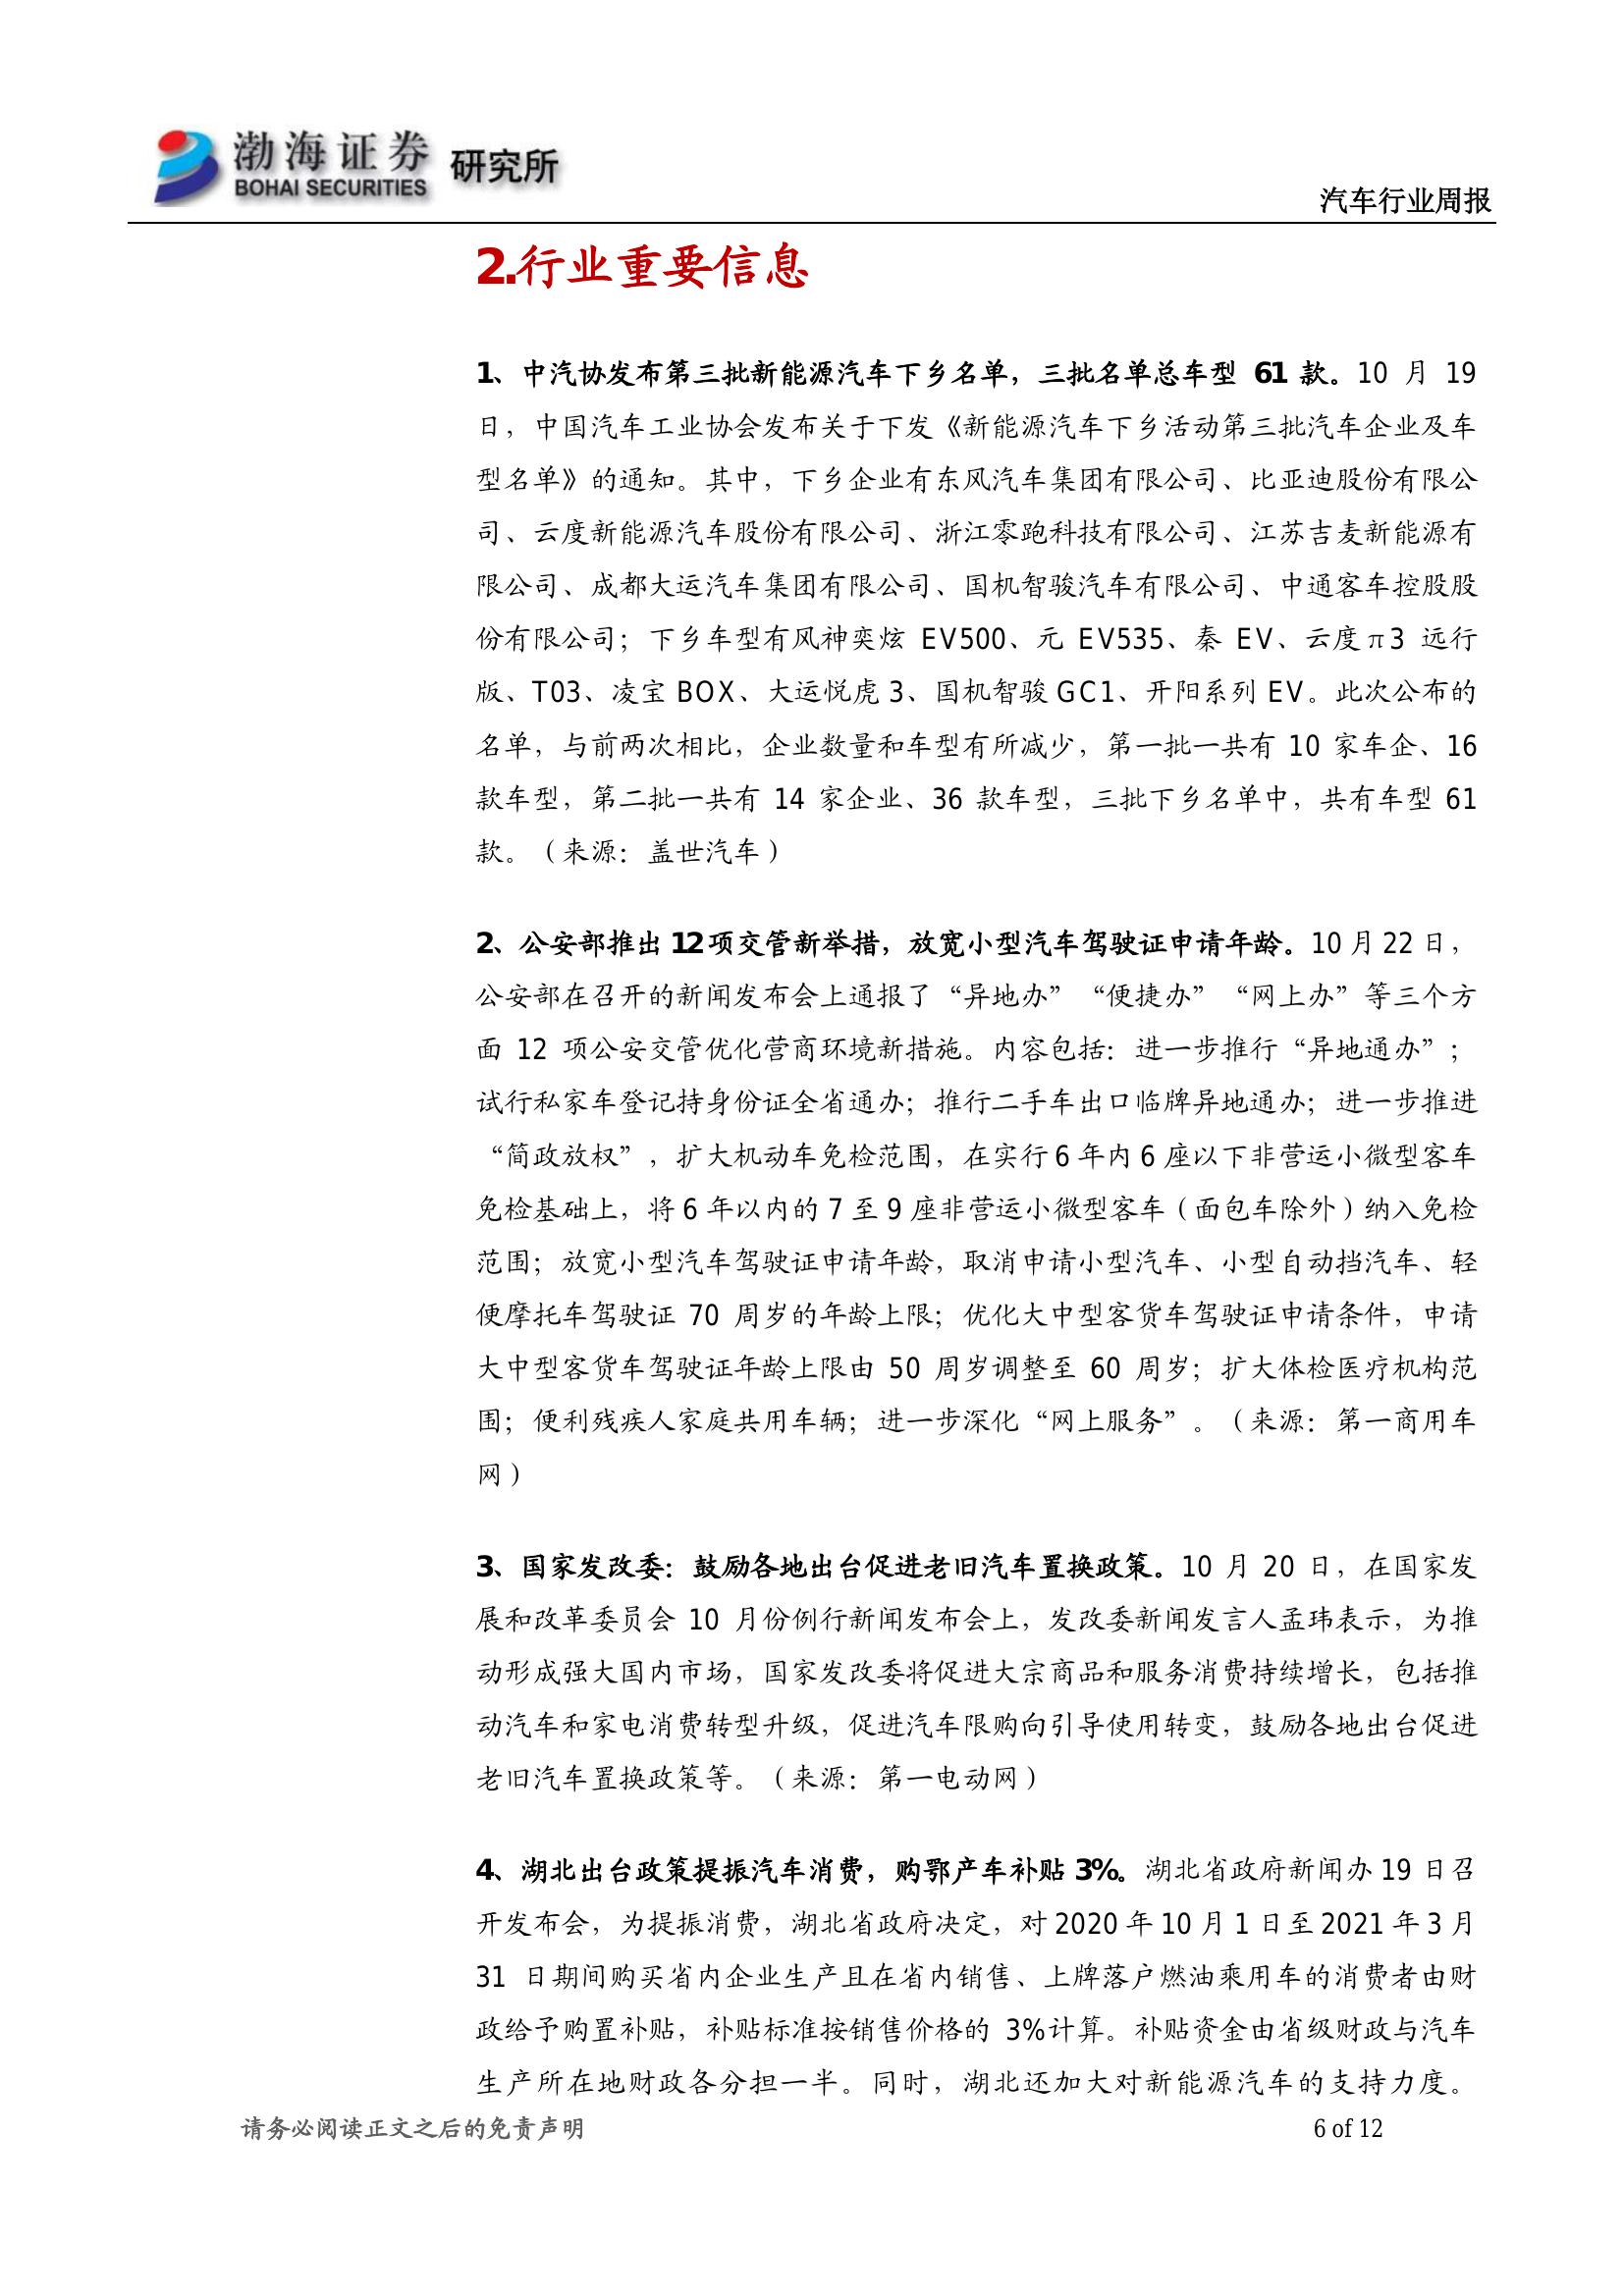 渤海证券 研究所
BOHAI SECURITIES
汽车行业周报
2.行业重要信息
1、中汽协发布第三批新能源汽车下乡名单，三批名单总车型 61 款。10 月 19
日，中国汽车工业协会发布关于下发《新能源汽车下乡活动第三批汽车企业及车
型名单》的通知。其中，下乡企业有东风汽车集团有限公司、比亚迪股份有限公
司、云度新能源汽车股份有限公司、浙江零跑科技有限公司、江苏吉麦新能源有
限公司、成都大运汽车集团有限公司、国机智骏汽车有限公司、中通客车控股股
份有限公司；下乡车型有风神奕炫 EV500、元 EV535、秦 EV、云度π3 远行
版、T03、凌宝 BOX、大运悦虎 3、国机智骏 GC1、开阳系列 EV。此次公布的
名单，与前两次相比，企业数量和车型有所减少，第一批一共有 10 家车企、16
款车型，第二批一共有 14 家企业、36 款车型，三批下乡名单中，共有车型 61
款。（来源：盖世汽车）
2、公安部推出 12 项交管新举措，放宽小型汽车驾驶证申请年龄。10 月 22 日，
公安部在召开的新闻发布会上通报了“异地办”“便捷办”“网上办”等三个方
面 12 项公安交管优化营商环境新措施。内容包括：进一步推行“异地通办”；
试行私家车登记持身份证全省通办；推行二手车出口临牌异地通办；进一步推进
“简政放权”，扩大机动车免检范围，在实行 6 年内 6 座以下非营运小微型客车
免检基础上，将 6 年以内的 7 至 9 座非营运小微型客车（面包车除外）纳入免检
范围；放宽小型汽车驾驶证申请年龄，取消申请小型汽车、小型自动挡汽车、轻
便摩托车驾驶证 70 周岁的年龄上限；优化大中型客货车驾驶证申请条件，申请
大中型客货车驾驶证年龄上限由 50 周岁调整至 60 周岁；扩大体检医疗机构范
围；便利残疾人家庭共用车辆；进一步深化“网上服务”。（来源：第一商用车
网）
3、国家发改委：鼓励各地出台促进老旧汽车置换政策。10 月 20 日，在国家发
展和改革委员会 10 月份例行新闻发布会上，发改委新闻发言人孟玮表示，为推
动形成强大国内市场，国家发改委将促进大宗商品和服务消费持续增长，包括推
动汽车和家电消费转型升级，促进汽车限购向引导使用转变，鼓励各地出台促进
老旧汽车置换政策等。（来源：第一电动网）
4、湖北出台政策提振汽车消费，购鄂产车补贴 3%。湖北省政府新闻办 19 日召
开发布会，为提振消费，湖北省政府决定，对 2020 年 10 月 1 日至 2021 年 3 月
31 日期间购买省内企业生产且在省内销售、上牌落户燃油乘用车的消费者由财
政给予购置补贴，补贴标准按销售价格的 3%计算。补贴资金由省级财政与汽车
生产所在地财政各分担一半。同时，湖北还加大对新能源汽车的支持力度。
请务必阅读正文之后的免责声明
6 of 12